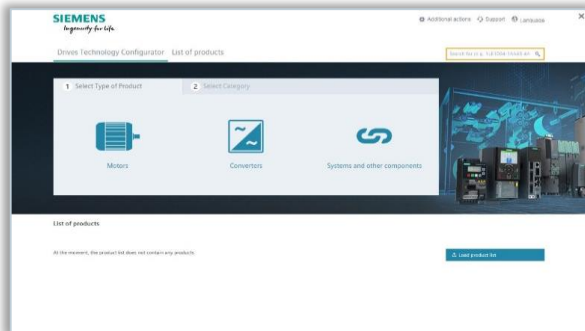 SIEMENS
Ingenuity for life
Additional actions Support Language
Drives Technology Configurator List of products
1 Select Type of Product 2 Select Category
Motors Converters Systems and other components
List of products
At the moment, the product list does not contain any products
Load product list